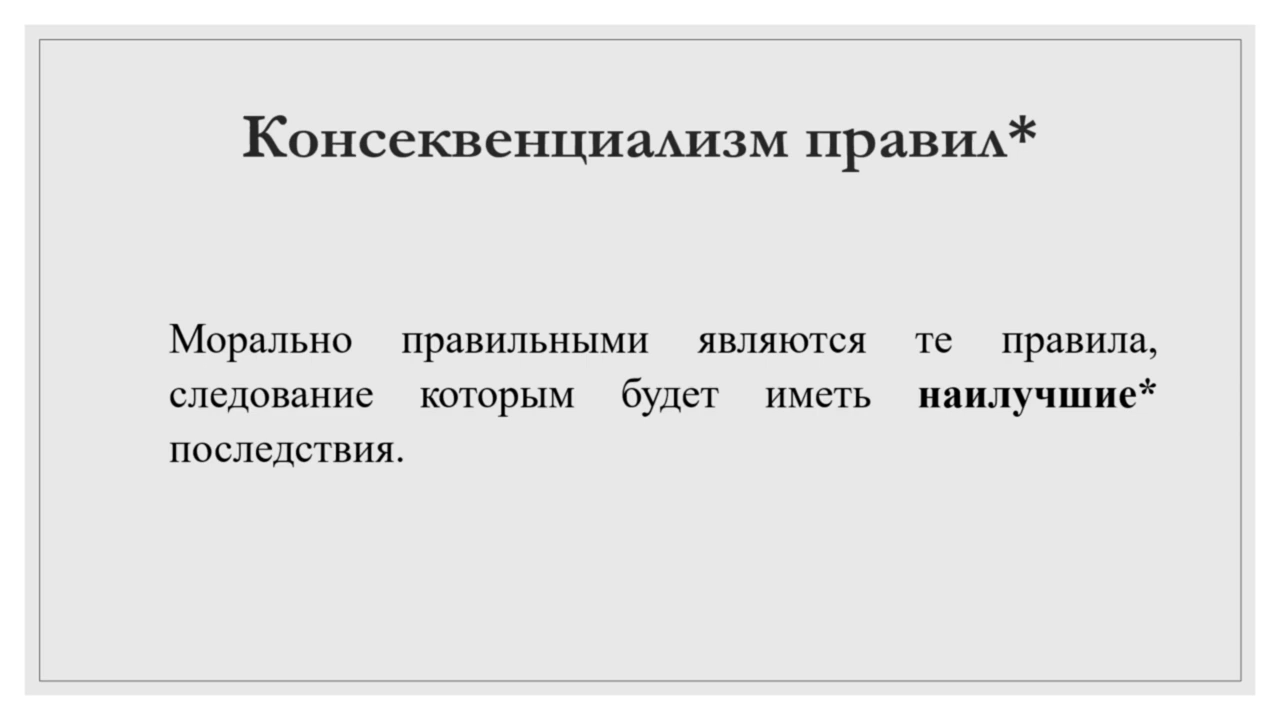 Консеквенциализм правил*
Морально правильными являются те правила,
следование которым будет иметь наилучшие*
последствия.